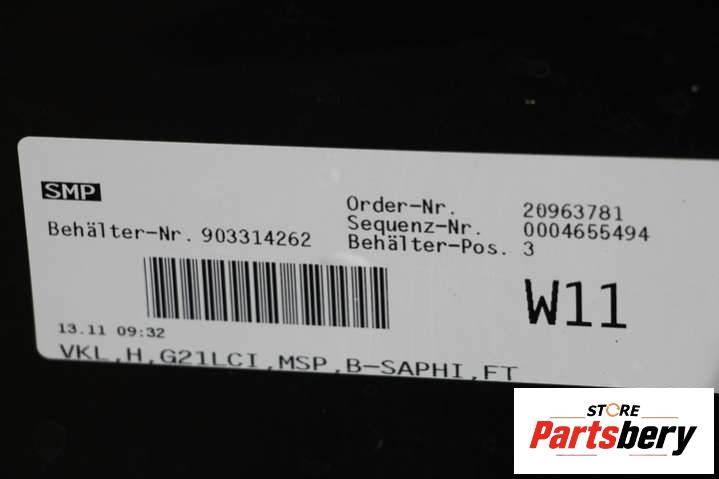 SMP
Order-Nr. 20963781
Sequenz-Nr. 0004655494
Behälter-Nr. 903314262
Behälter-Pos. 3
W11
13.11 09:32
VKL,H,G21LCI,MSP,B-SAPHI,FT
STORE
Partsbery